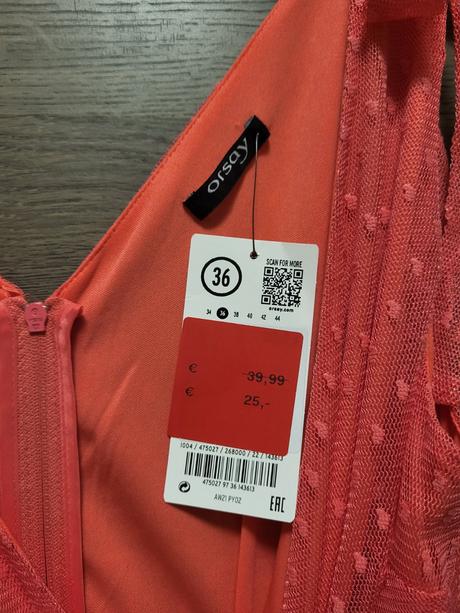 orsay
SCAN FOR MORE
36
orsay.com
34 36 38 40 42 44
€ 39,99
€ 25,-
1004 / 475027 / 268000 / 22 / 143613
475027 97 36 143613
AW21 PY02
EAC